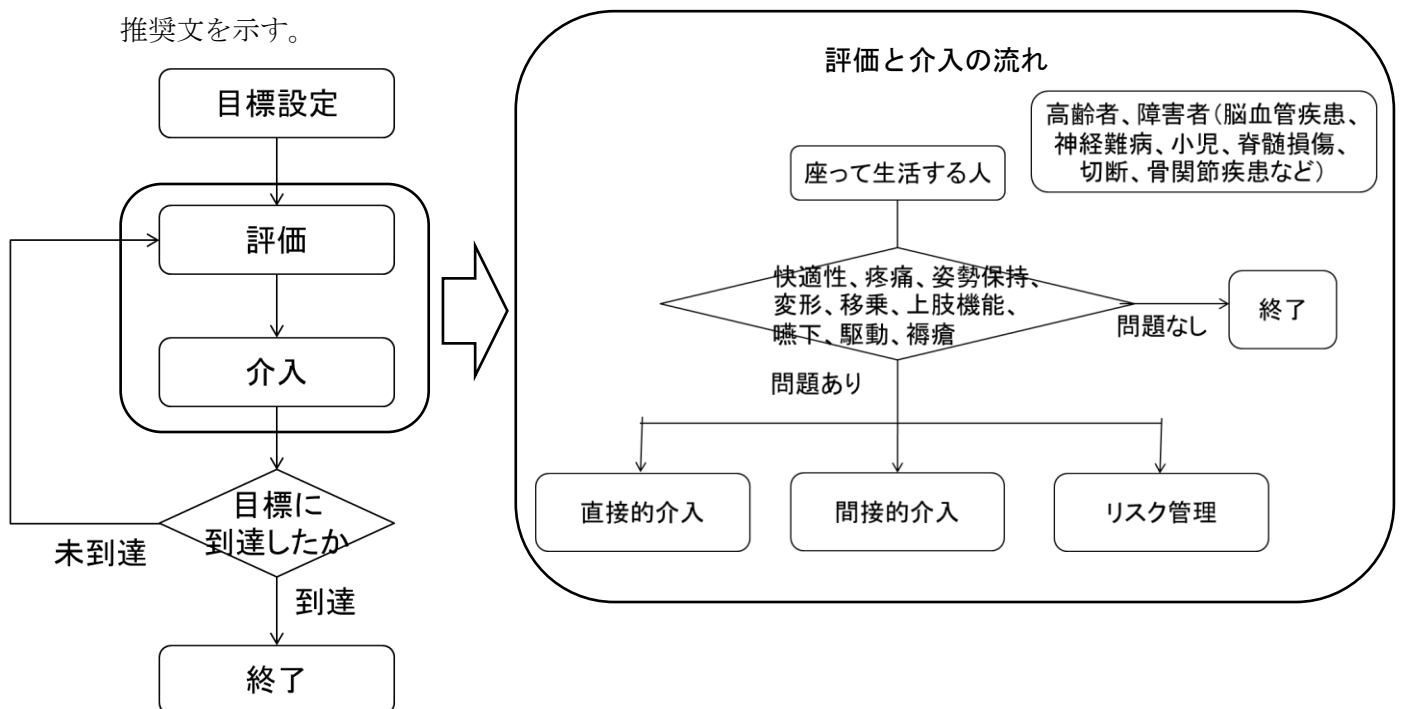 推奨文を示す。
目標設定
評価
介入
目標に
到達したか
未到達
到達
終了
評価と介入の流れ
高齢者、障害者(脳血管疾患、
神経難病、小児、脊髄損傷、
切断、骨関節疾患など)
座って生活する人
快適性、疼痛、姿勢保持、
変形、移乗、上肢機能、
嚥下、駆動、褥瘡
問題なし
終了
問題あり
直接的介入
間接的介入
リスク管理